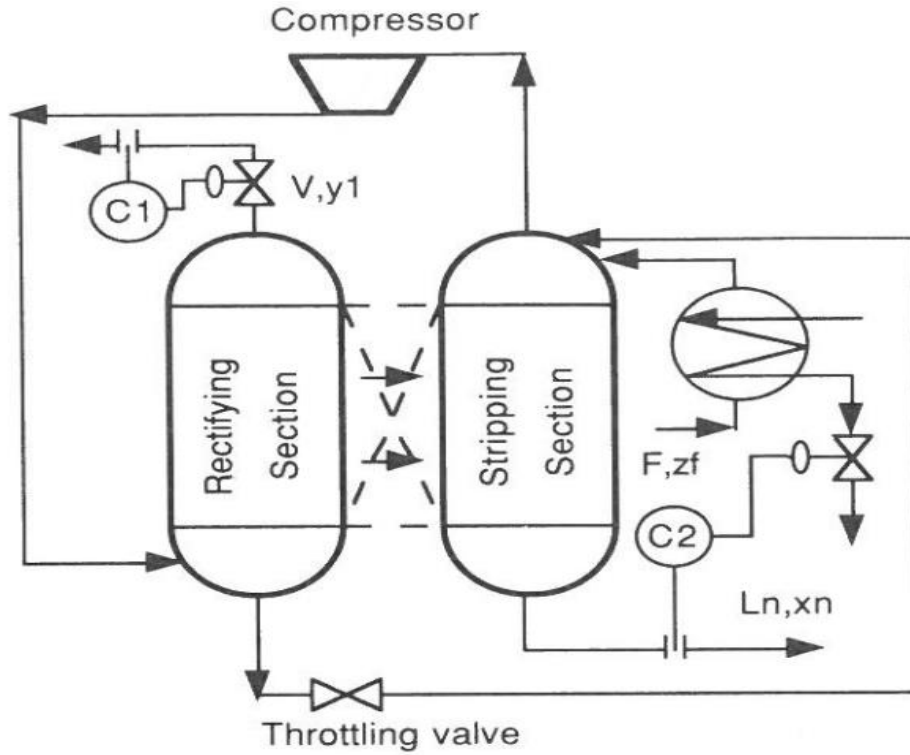 Compressor
V,y1
C1
Rectifying
Section
Stripping
Section
F,zf
C2
Ln,xn
Throttling valve